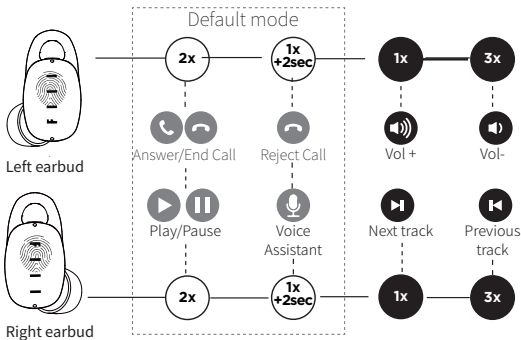 Default mode
2x
1x
+2sec
1x
3x
Answer/End Call
Reject Call
Vol +
Vol-
Left earbud
Play/Pause
Voice
Assistant
Next track
Previous
track
2x
1x
+2sec
1x
3x
Right earbud